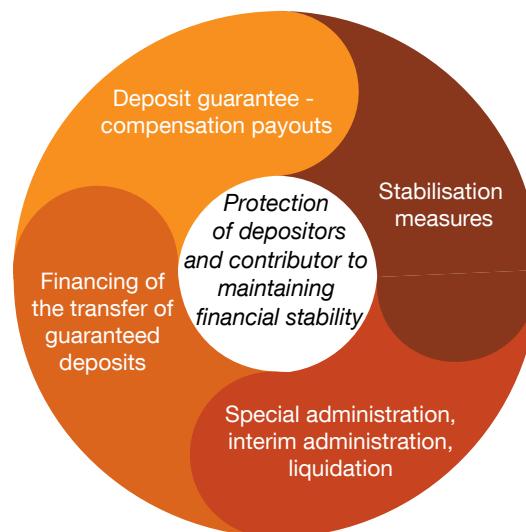 Deposit guarantee -
compensation payouts
Stabilisation
measures
Protection
of depositors
and contributor to
maintaining
financial stability
Financing of
the transfer of
guaranteed
deposits
Special administration,
interim administration,
liquidation